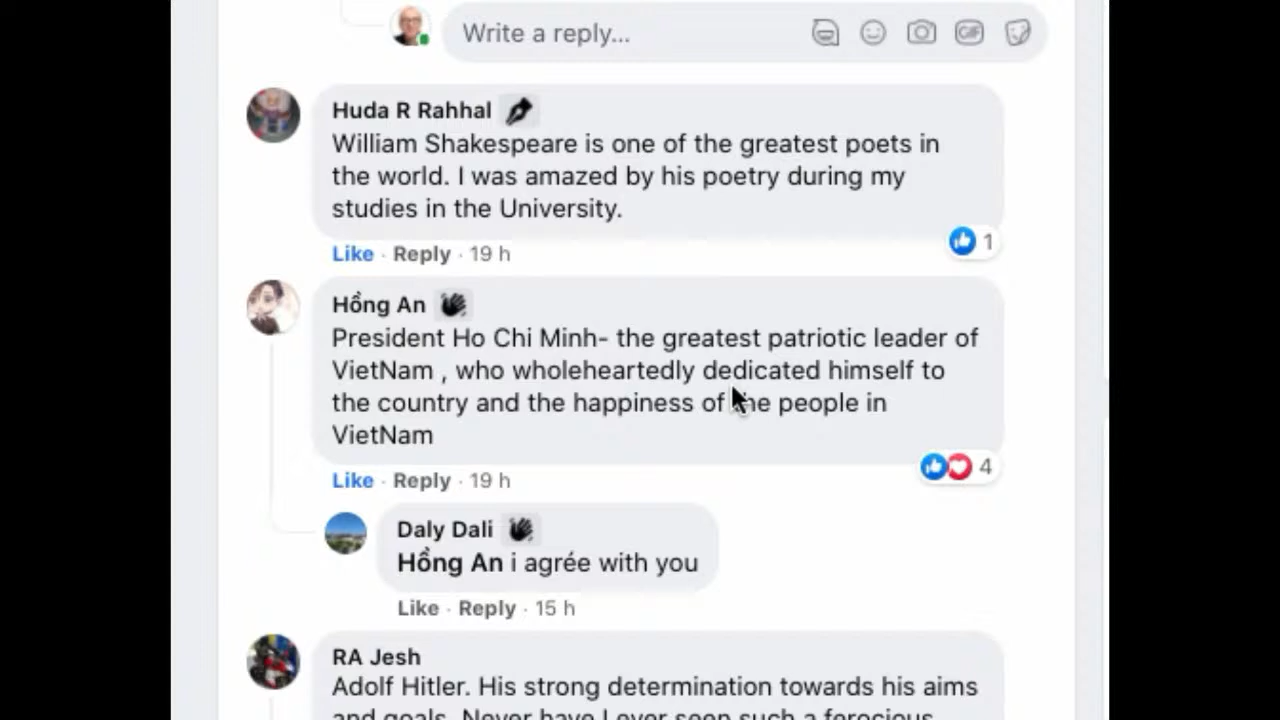 Write a reply...
GIF
Huda R Rahhal
William Shakespeare is one of the greatest poets in
the world. I was amazed by his poetry during my
studies in the University.
Like · Reply · 19 h
1
Hồng An
President Ho Chi Minh- the greatest patriotic leader of
VietNam , who wholeheartedly dedicated himself to
the country and the happiness of the people in
VietNam
Like · Reply · 19 h
4
Daly Dali
Hồng An i agrée with you
Like · Reply · 15 h
RA Jesh
Adolf Hitler. His strong determination towards his aims
and goals. Never have I ever seen such a ferocious